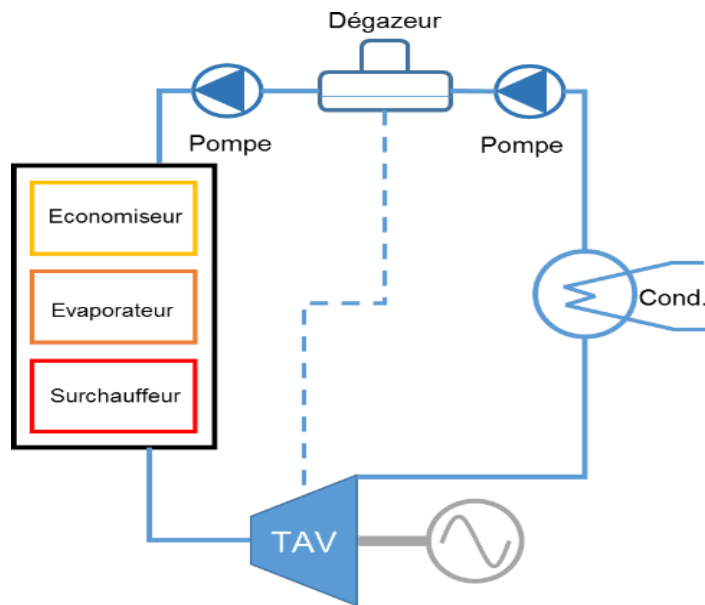 Dégazeur
Pompe
Pompe
Economiseur
Evaporateur
Cond.
Surchauffeur
TAV